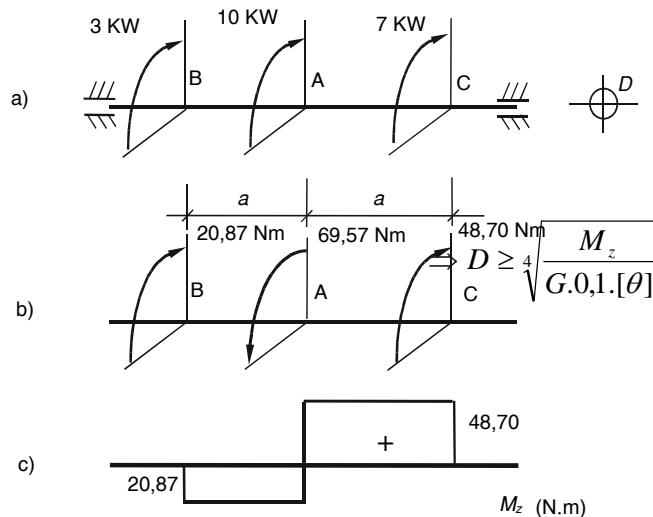 3 KW 10 KW 7 KW
B A C D
a)
a a
20,87 Nm 69,57 Nm 48,70 Nm
⇒ D ≥ ⁴√(M_z / G.0,1.[θ])
B A C
b)
48,70
+
c)
20,87
M_z (N.m)